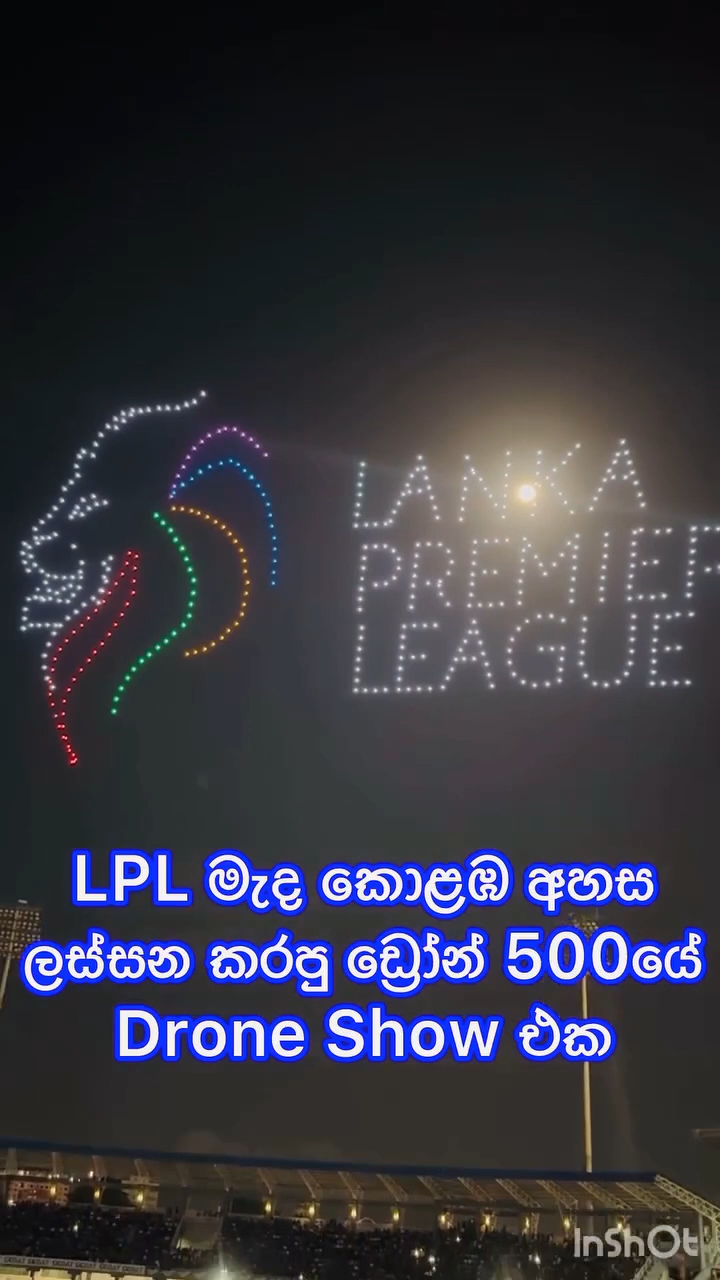 LANKA
PREMIER
LEAGUE
LPL මැද කොළඹ අහස
ලස්සන කරපු ඩ්‍රෝන් 500යේ
Drone Show එක
InShOt